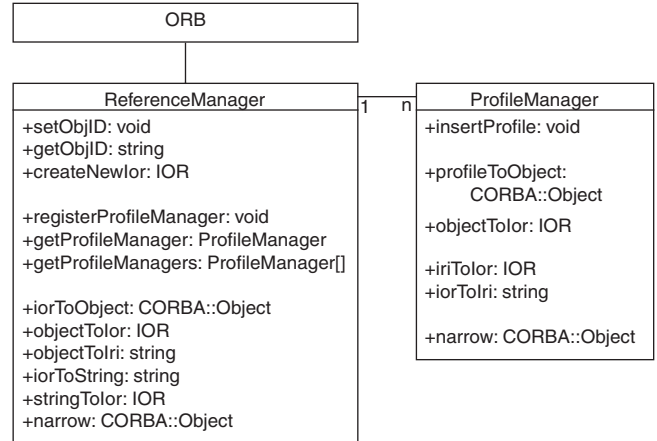 ORB
ReferenceManager
+setObjID: void
+getObjID: string
+createNewIor: IOR
+registerProfileManager: void
+getProfileManager: ProfileManager
+getProfileManagers: ProfileManager[]
+iorToObject: CORBA::Object
+objectToIor: IOR
+objectToIri: string
+iorToString: string
+stringToIor: IOR
+narrow: CORBA::Object
1 n
ProfileManager
+insertProfile: void
+profileToObject:
CORBA::Object
+objectToIor: IOR
+iriToIor: IOR
+iorToIri: string
+narrow: CORBA::Object